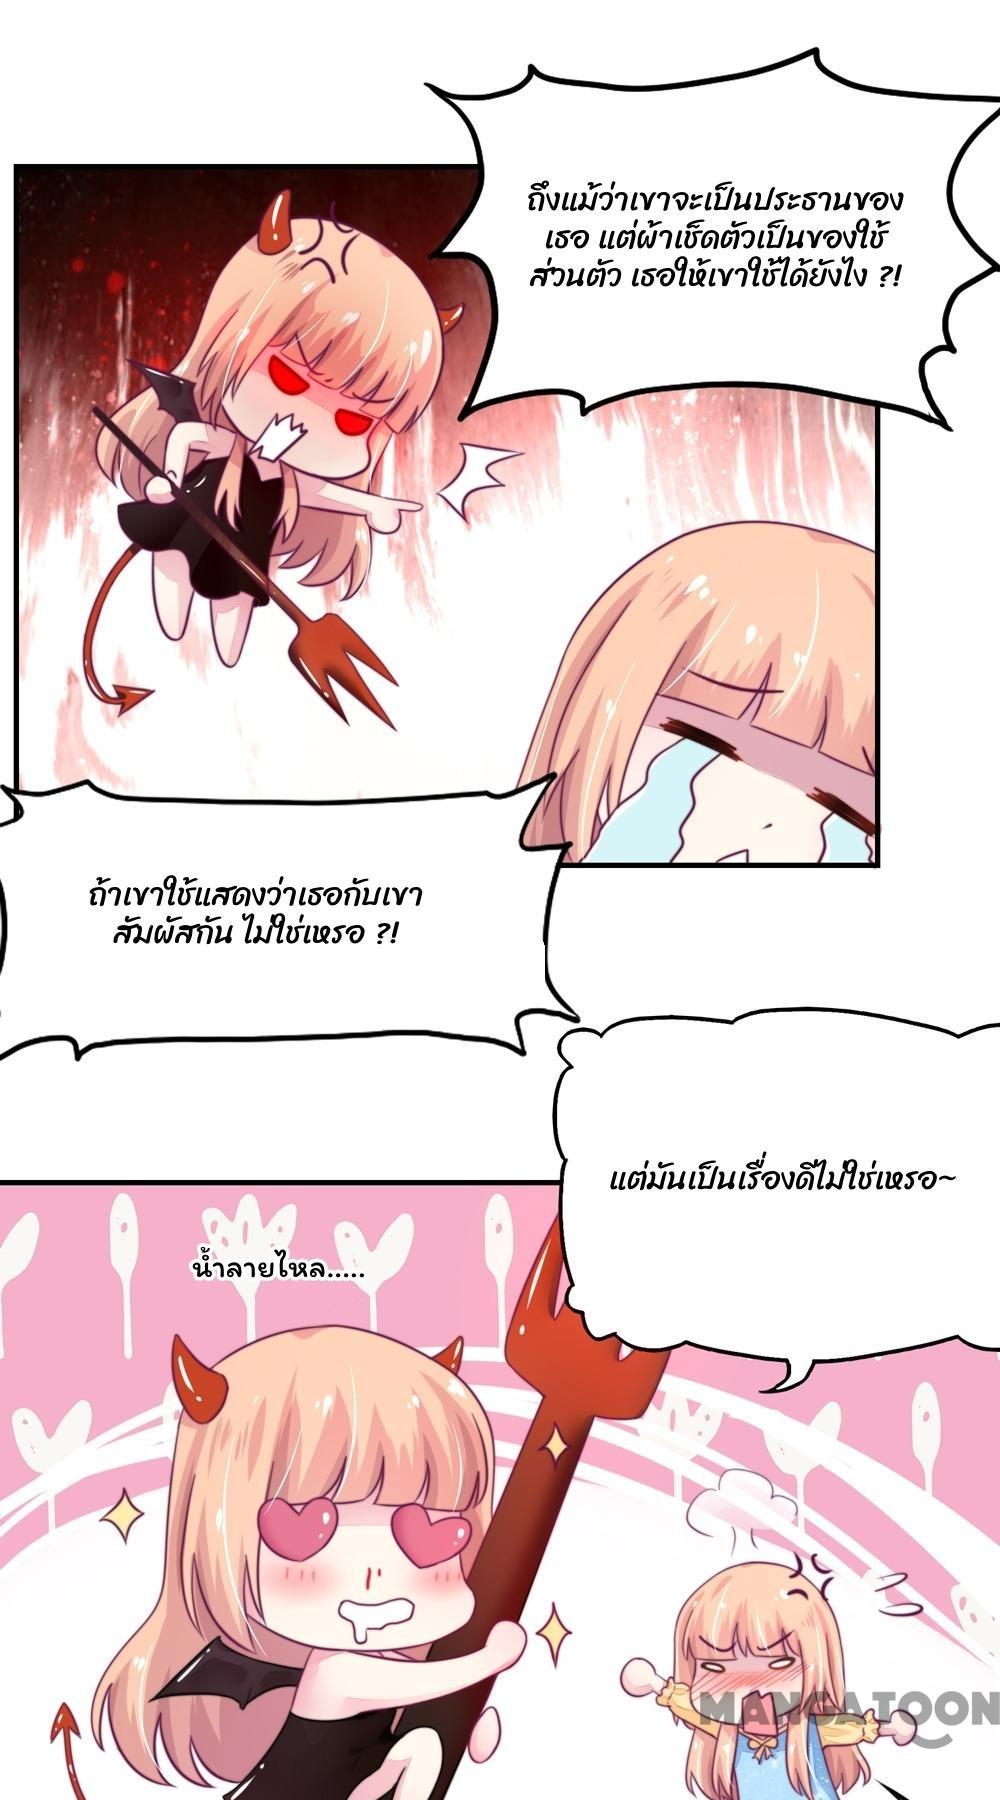 ถึงแม้ว่าเขาจะเป็นประธานของ
เธอ แต่ผ้าเช็ดตัวเป็นของใช้
ส่วนตัว เธอให้เขาใช้ได้ยังไง ?!
ถ้าเขาใช้แสดงว่าเธอกับเขา
สัมผัสกัน ไม่ใช่เหรอ ?!
แต่มันเป็นเรื่องดีไม่ใช่เหรอ~
น้ำลายไหล.....
MANGATOON